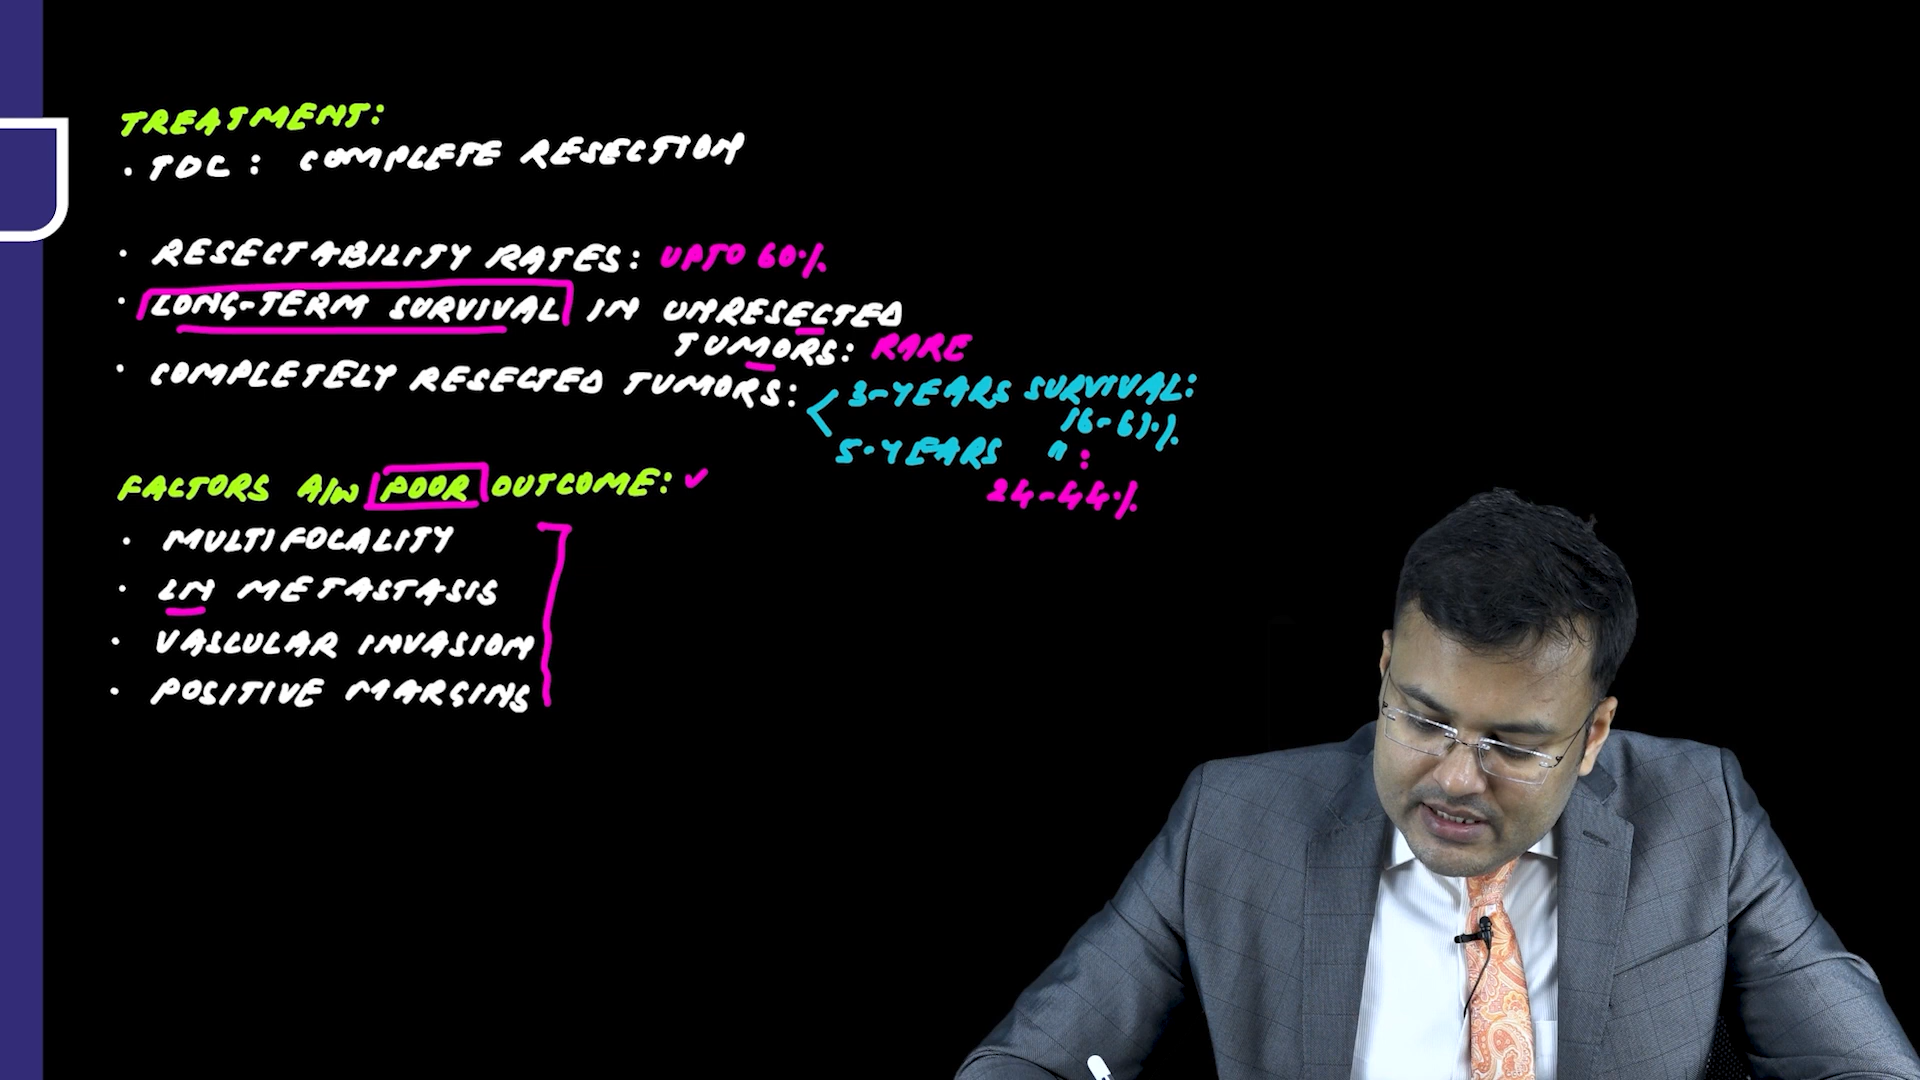 TREATMENT:
· TOC : COMPLETE RESECTION
· RESECTABILITY RATES: UPTO 60%
· LONG-TERM SURVIVAL IN UNRESECTED
TUMORS: RARE
· COMPLETELY RESECTED TUMORS:
3-YEARS SURVIVAL:
16-61%
5-YEARS " :
24-44%
FACTORS A/W POOR OUTCOME: ✓
· MULTIFOCALITY
· LN METASTASIS
· VASCULAR INVASION
· POSITIVE MARGINS